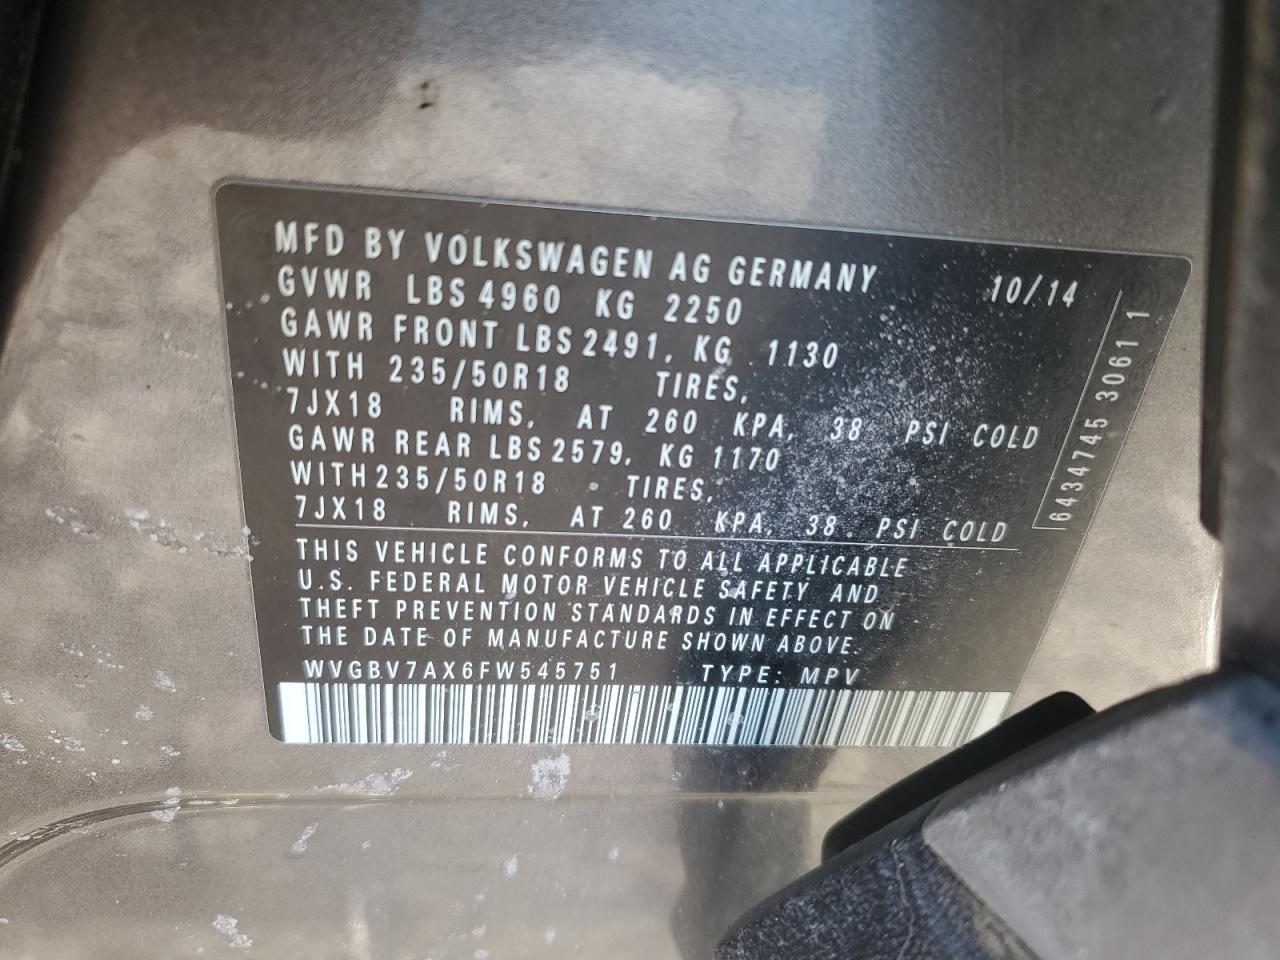 MFD BY VOLKSWAGEN AG GERMANY 10/14
GVWR LBS 4960 KG 2250
GAWR FRONT LBS 2491, KG 1130
WITH 235/50R18 TIRES,
7JX18 RIMS, AT 260 KPA, 38 PSI COLD
GAWR REAR LBS 2579, KG 1170
WITH 235/50R18 TIRES,
7JX18 RIMS, AT 260 KPA, 38 PSI COLD
THIS VEHICLE CONFORMS TO ALL APPLICABLE
U.S. FEDERAL MOTOR VEHICLE SAFETY AND
THEFT PREVENTION STANDARDS IN EFFECT ON
THE DATE OF MANUFACTURE SHOWN ABOVE.
WVGBV7AX6FW545751 TYPE: MPV
6434745 3061 1